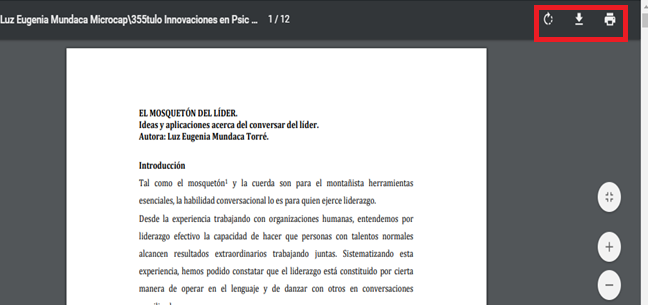 Luz Eugenia Mundaca Microcap\355tulo Innovaciones en Psic ... 1 / 12
EL MOSQUETÓN DEL LÍDER.
Ideas y aplicaciones acerca del conversar del líder.
Autora: Luz Eugenia Mundaca Torré.
Introducción
Tal como el mosquetón¹ y la cuerda son para el montañista herramientas
esenciales, la habilidad conversacional lo es para quien ejerce liderazgo.
Desde la experiencia trabajando con organizaciones humanas, entendemos por
liderazgo efectivo la capacidad de hacer que personas con talentos normales
alcancen resultados extraordinarios trabajando juntas. Sistematizando esta
experiencia, hemos podido constatar que el liderazgo está constituido por cierta
manera de operar en el lenguaje y de danzar con otros en conversaciones